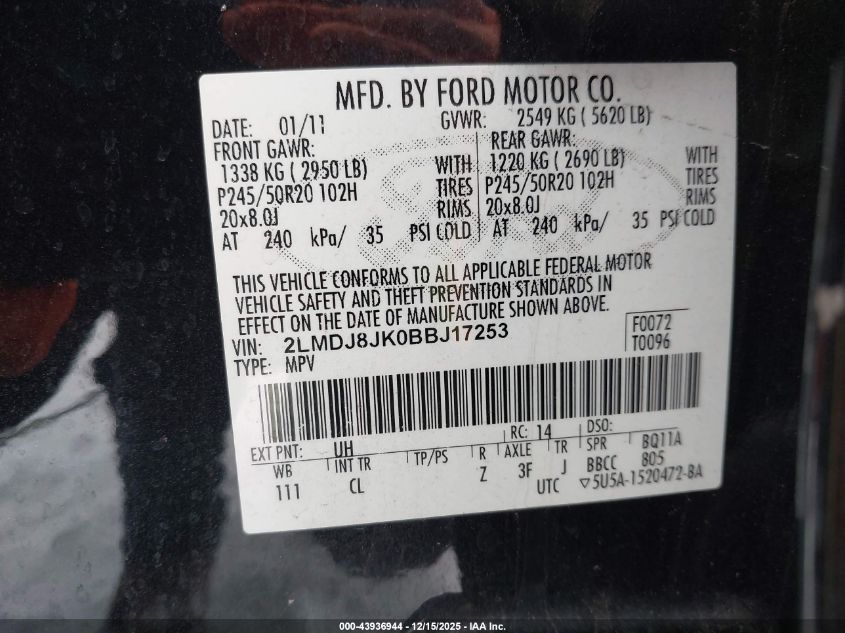 MFD. BY FORD MOTOR CO.
DATE: 01/11 GVWR: 2549 KG ( 5620 LB)
FRONT GAWR: REAR GAWR:
1338 KG ( 2950 LB) WITH 1220 KG ( 2690 LB) WITH
P245/50R20 102H TIRES P245/50R20 102H TIRES
20x8.0J RIMS 20x8.0J RIMS
AT 240 kPa/ 35 PSI COLD AT 240 kPa/ 35 PSI COLD
THIS VEHICLE CONFORMS TO ALL APPLICABLE FEDERAL MOTOR
VEHICLE SAFETY AND THEFT PREVENTION STANDARDS IN
EFFECT ON THE DATE OF MANUFACTURE SHOWN ABOVE.
VIN: 2LMDJ8JK0BBJ17253 F0072
TYPE: MPV T0096
EXT PNT: UH RC: 14 DSO:
WB INT TR TP/PS R AXLE TR SPR BQ11A
111 CL Z 3F J BBCC 805
UTC ▽5U5A-1520472-BA
000-43936944 - 12/15/2025 - IAA Inc.